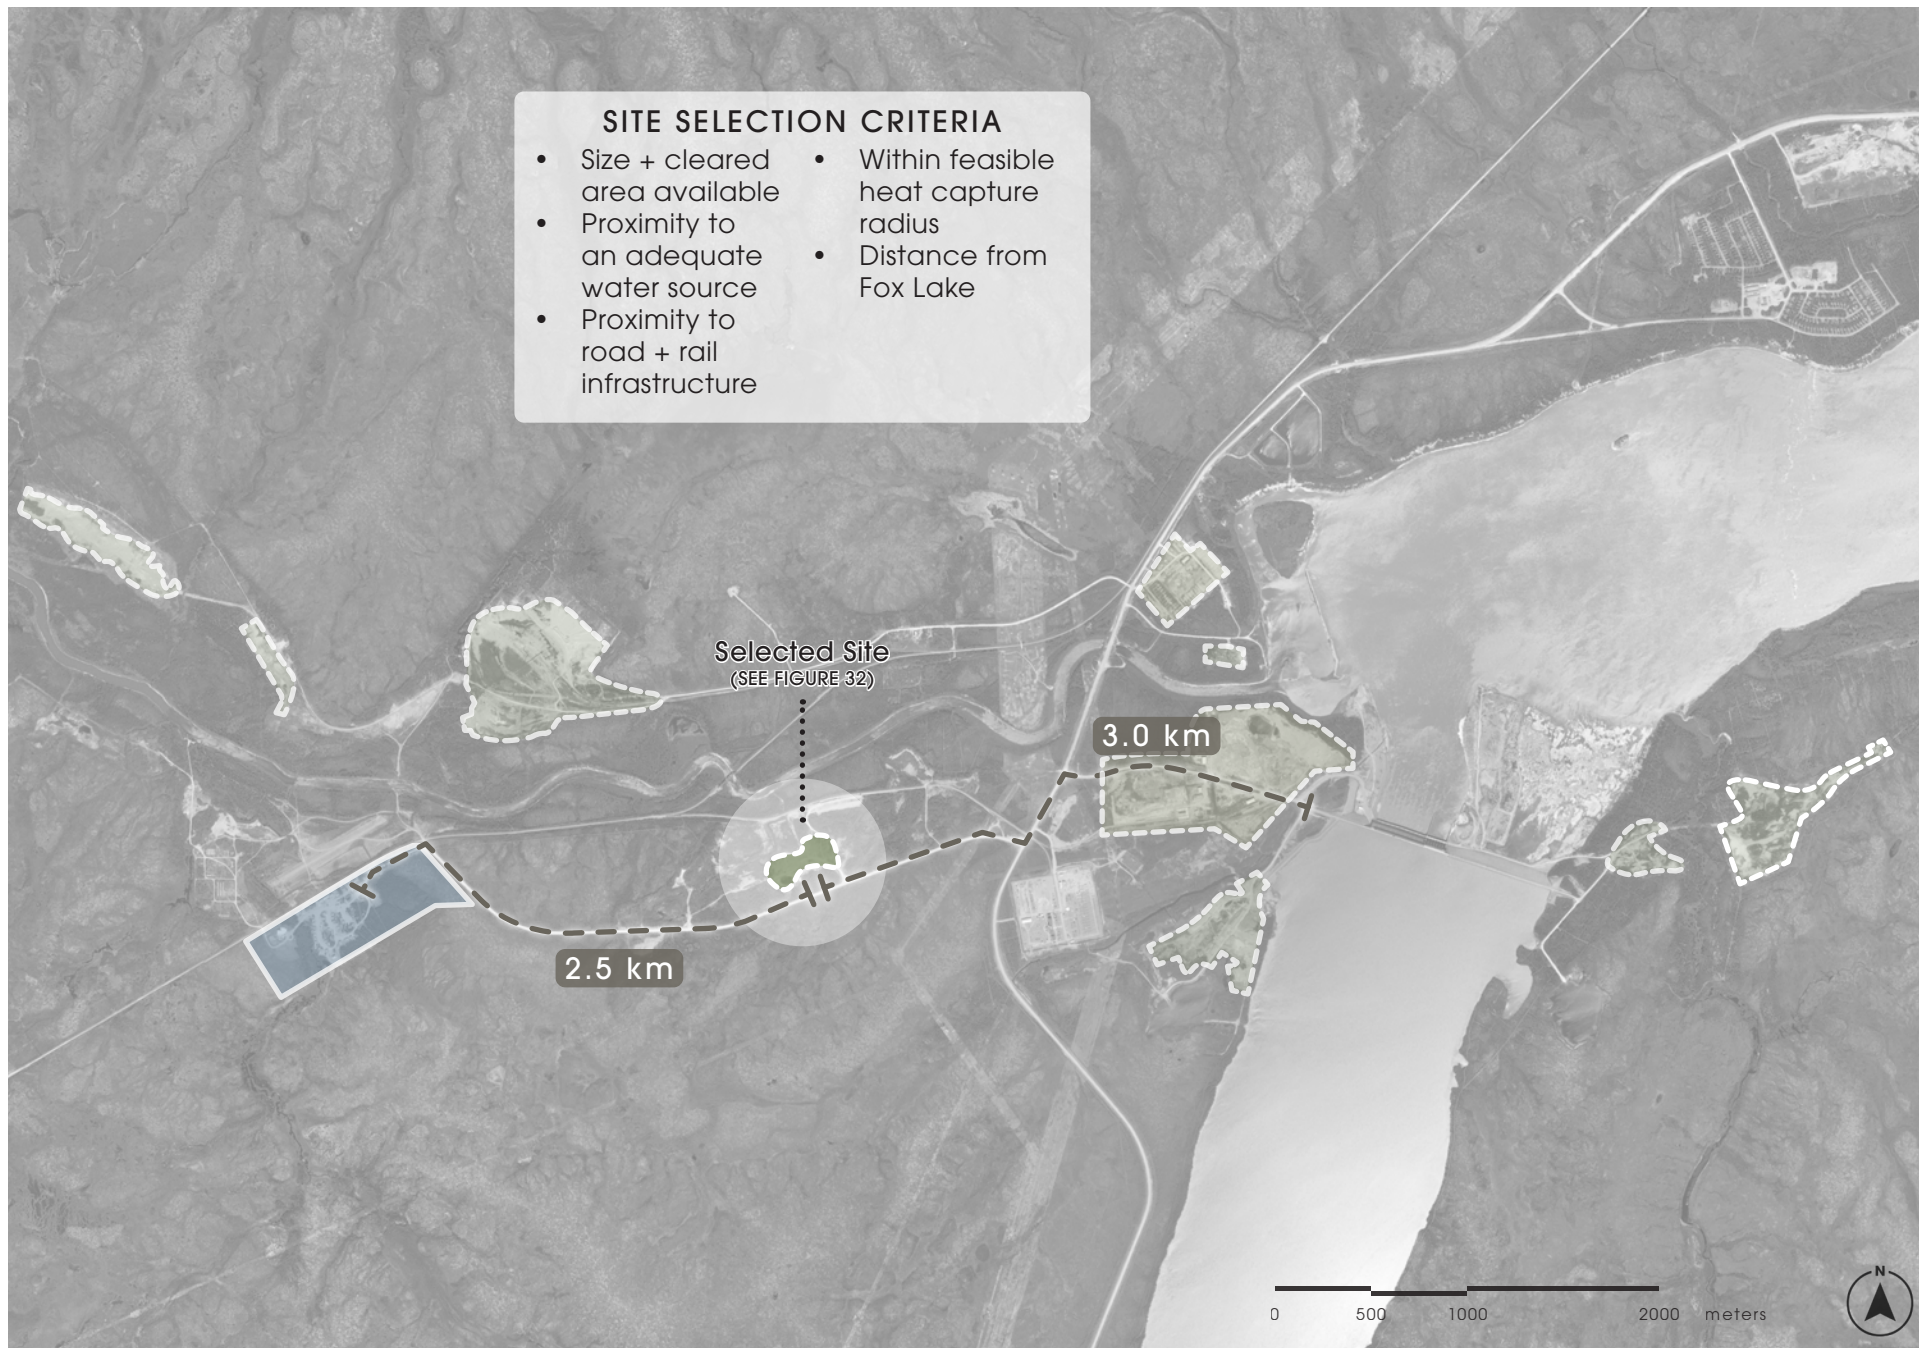 SITE SELECTION CRITERIA
• Size + cleared
area available
• Proximity to
an adequate
water source
• Proximity to
road + rail
infrastructure
• Within feasible
heat capture
radius
• Distance from
Fox Lake
Selected Site
(SEE FIGURE 32)
3.0 km
2.5 km
0 500 1000 2000 meters
N